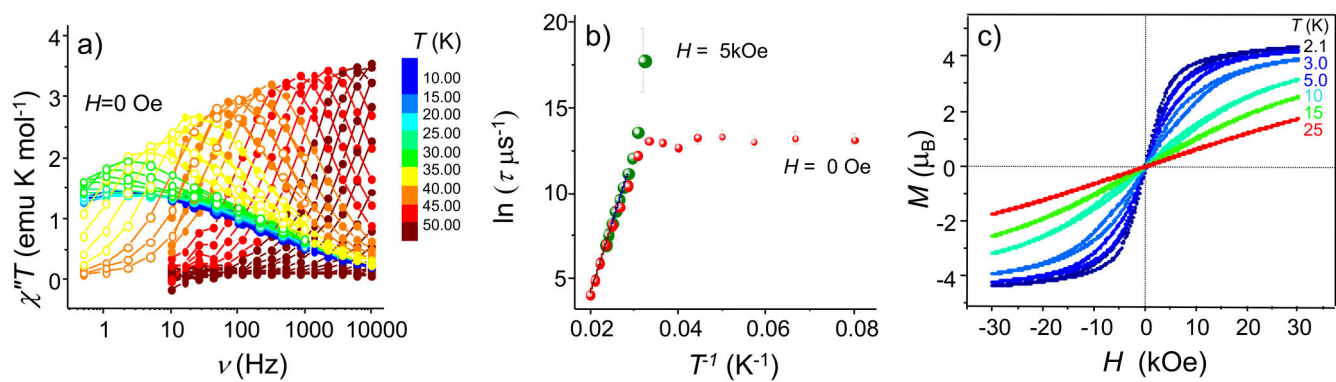 a)
H=0 Oe
χ″T (emu K mol⁻¹)
4
3
2
1
0
1 10 100 1000 10000
ν (Hz)
T (K)
10.00
15.00
20.00
25.00
30.00
35.00
40.00
45.00
50.00
b)
H = 5kOe
H = 0 Oe
ln (τ μs⁻¹)
20
15
10
5
0.02 0.04 0.06 0.08
T⁻¹ (K⁻¹)
c)
T (K)
2.1
3.0
5.0
10
15
25
M (μB)
4
2
0
-2
-4
-30 -20 -10 0 10 20 30
H (kOe)